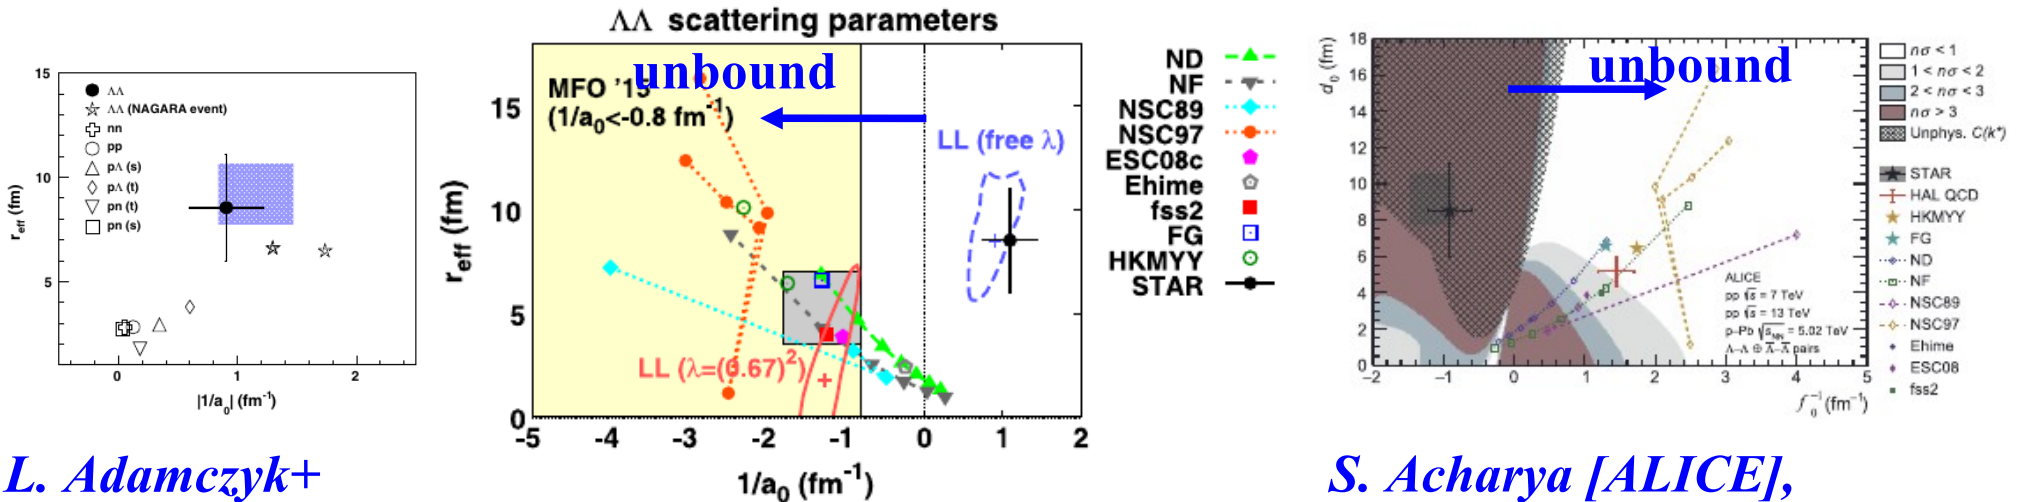 15
10
5
0
1
2
r_eff (fm)
|1/a_0| (fm^-1)
ΛΛ
ΛΛ (NAGARA event)
nn
pp
pΛ (s)
pΛ (t)
pn (t)
pn (s)
L. Adamczyk+
ΛΛ scattering parameters
MFO '15
(1/a_0<-0.8 fm^-1)
unbound
LL (free λ)
LL (λ=(0.67)^2)
15
10
5
0
-5
-4
-3
-2
-1
0
1
2
r_eff (fm)
1/a_0 (fm^-1)
ND
NF
NSC89
NSC97
ESC08c
Ehime
fss2
FG
HKMYY
STAR
18
16
14
12
10
8
6
4
2
0
−2
−1
0
1
2
3
4
5
d_0 (fm)
f_0^-1 (fm^-1)
unbound
ALICE
pp √s = 7 TeV
pp √s = 13 TeV
p–Pb √s_NN = 5.02 TeV
Λ–Λ ⊕ Λ̄–Λ̄ pairs
nσ < 1
1 < nσ < 2
2 < nσ < 3
nσ > 3
Unphys. C(k*)
STAR
HAL QCD
HKMYY
FG
ND
NF
NSC89
NSC97
Ehime
ESC08
fss2
S. Acharya [ALICE],